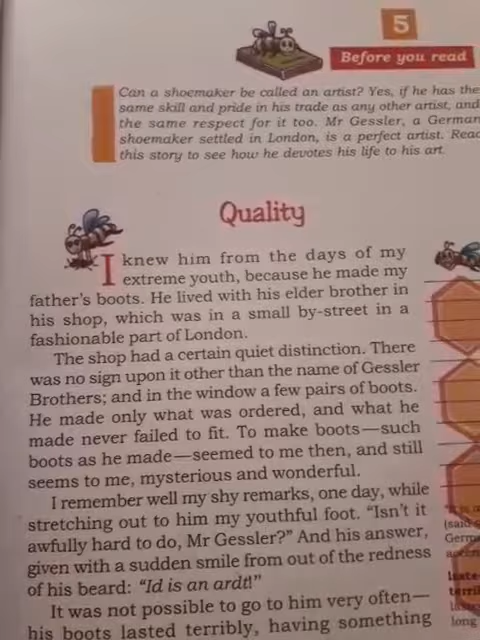 5
Before you read
Can a shoemaker be called an artist? Yes, if he has the
same skill and pride in his trade as any other artist, and
the same respect for it too. Mr Gessler, a German
shoemaker settled in London, is a perfect artist. Read
this story to see how he devotes his life to his art.
Quality
I knew him from the days of my
extreme youth, because he made my
father's boots. He lived with his elder brother in
his shop, which was in a small by-street in a
fashionable part of London.
The shop had a certain quiet distinction. There
was no sign upon it other than the name of Gessler
Brothers; and in the window a few pairs of boots.
He made only what was ordered, and what he
made never failed to fit. To make boots—such
boots as he made—seemed to me then, and still
seems to me, mysterious and wonderful.
I remember well my shy remarks, one day, while
stretching out to him my youthful foot. “Isn't it
awfully hard to do, Mr Gessler?” And his answer,
given with a sudden smile from out of the redness
of his beard: “Id is an ardt!”
It was not possible to go to him very often—
his boots lasted terribly, having something
(said
Germ
laste
terri
long